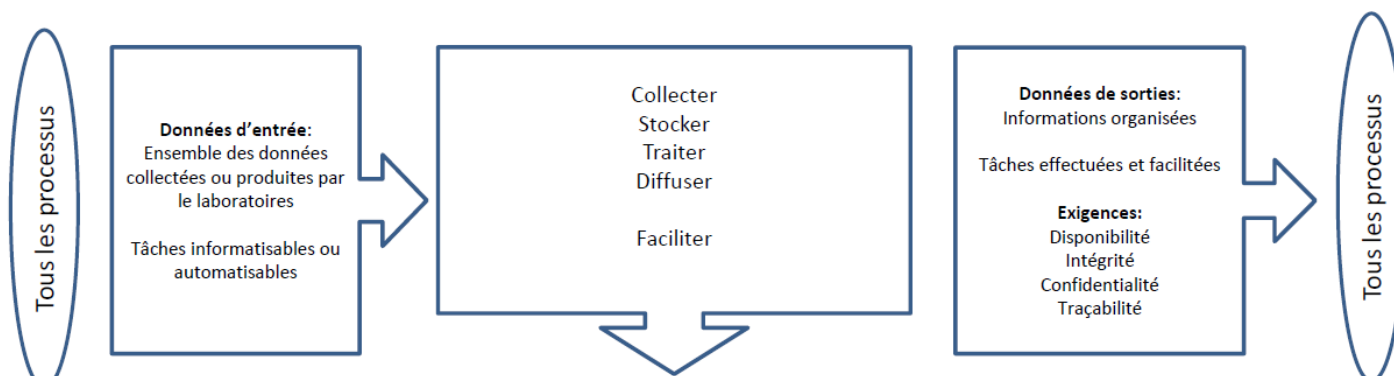 Tous les processus
Données d'entrée:
Ensemble des données
collectées ou produites par
le laboratoires
Tâches informatisables ou
automatisables
Collecter
Stocker
Traiter
Diffuser
Faciliter
Données de sorties:
Informations organisées
Tâches effectuées et facilitées
Exigences:
Disponibilité
Intégrité
Confidentialité
Traçabilité
Tous les processus